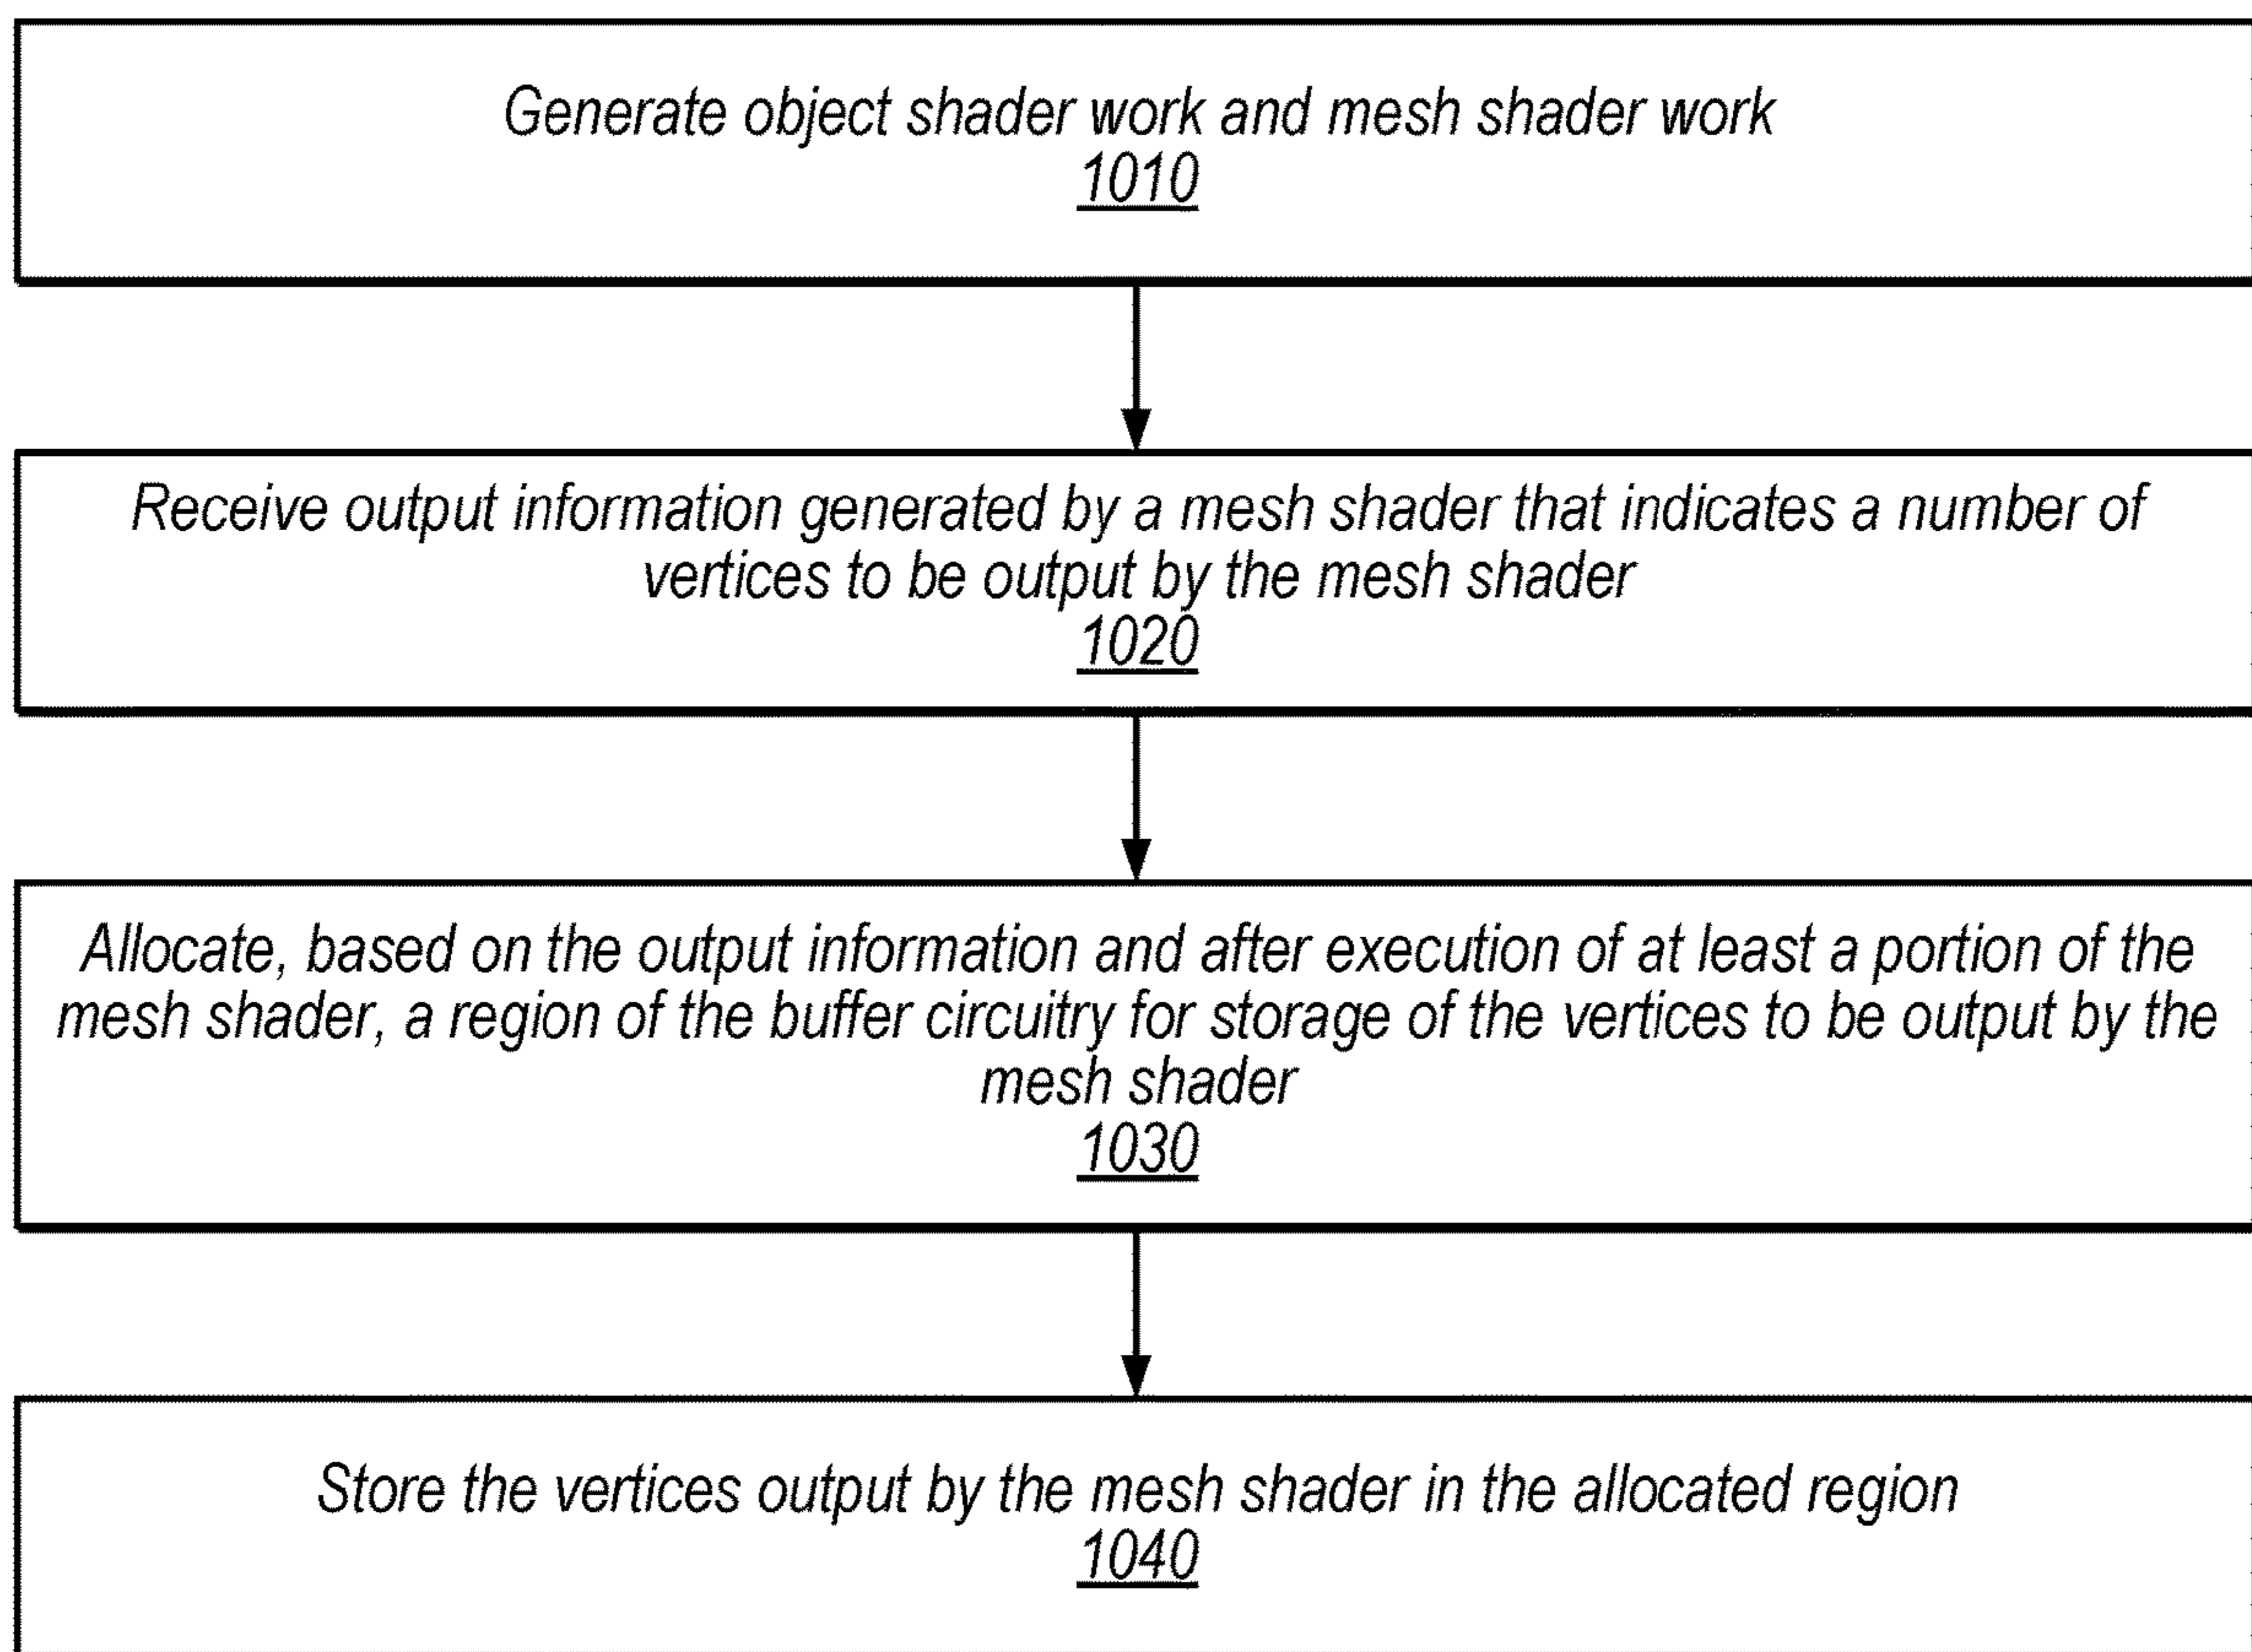 Generate object shader work and mesh shader work
1010
Receive output information generated by a mesh shader that indicates a number of
vertices to be output by the mesh shader
1020
Allocate, based on the output information and after execution of at least a portion of the
mesh shader, a region of the buffer circuitry for storage of the vertices to be output by the
mesh shader
1030
Store the vertices output by the mesh shader in the allocated region
1040